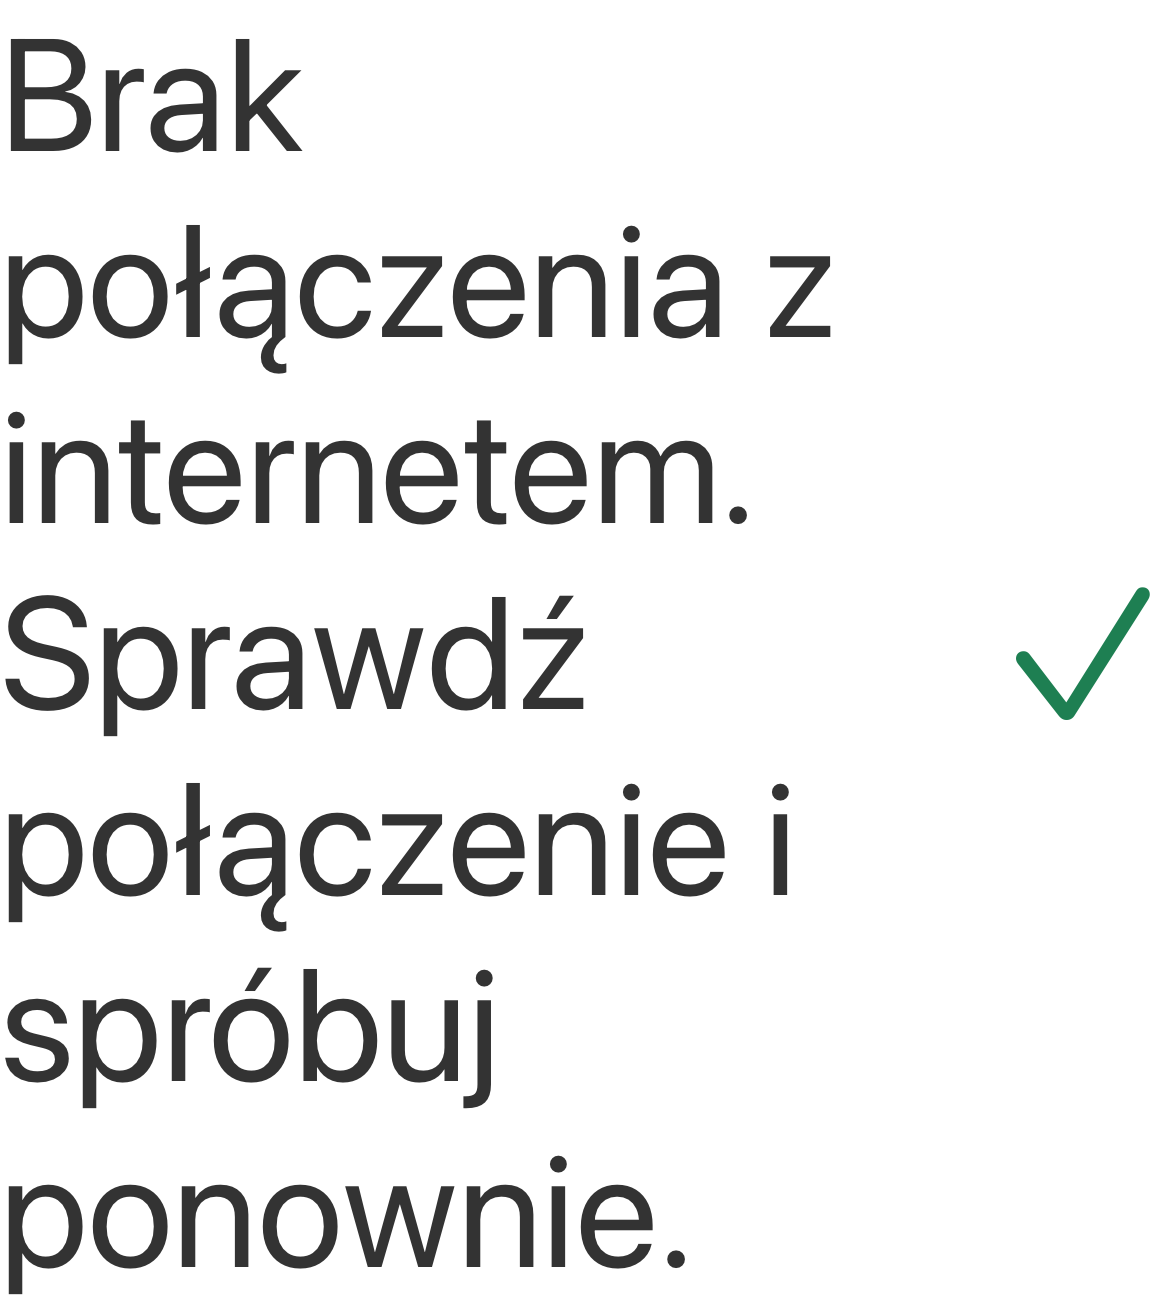 Brak
połączenia z
internetem.
Sprawdź
połączenie i
spróbuj
ponownie.